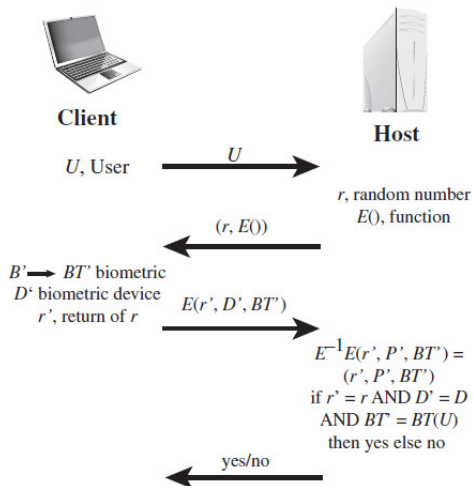 Client
Host
U, User
U
r, random number
E(), function
(r, E())
B’ → BT’ biometric
D‘ biometric device
r’, return of r
E(r’, D’, BT’)
E⁻¹E(r’, P’, BT’) =
(r’, P’, BT’)
if r’ = r AND D’ = D
AND BT’ = BT(U)
then yes else no
yes/no